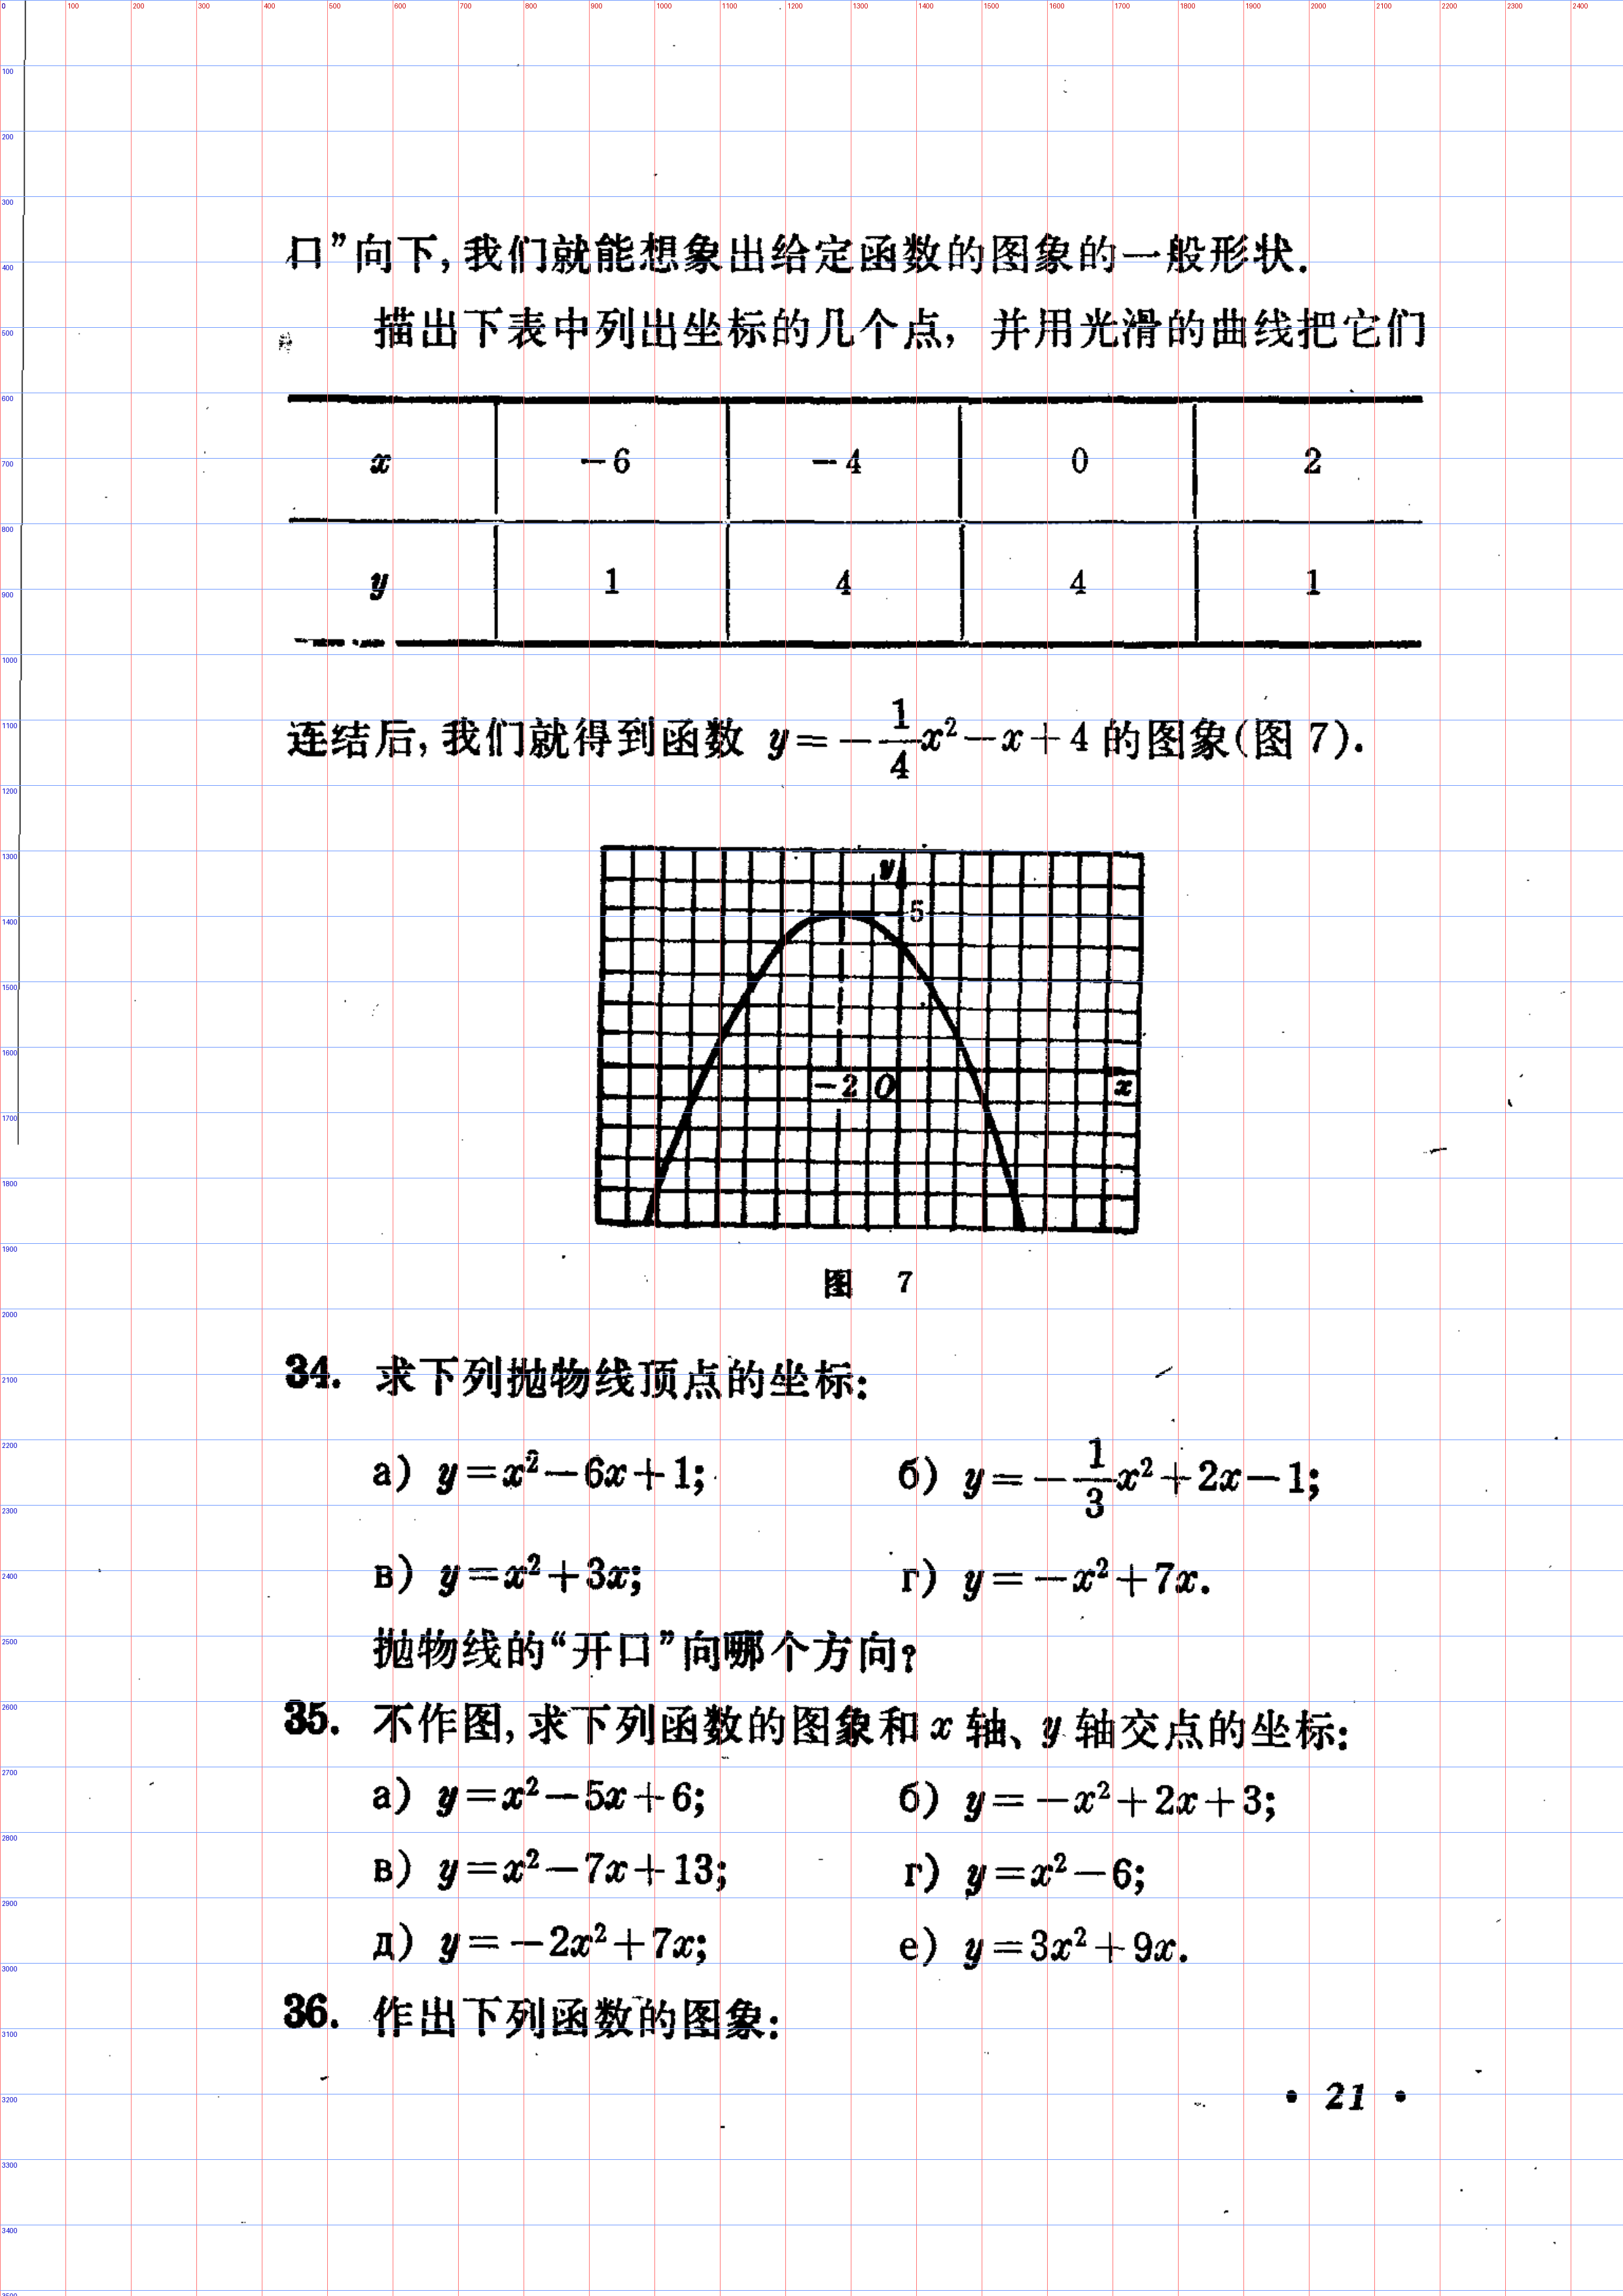 口”向下,我们就能想象出给定函数的图象的一般形状.
描出下表中列出坐标的几个点, 并用光滑的曲线把它们
x −6 −4 0 2
y 1 4 4 1
连结后,我们就得到函数 y=−1/4x²−x+4 的图象(图 7).
y
5
−2 O x
图 7
34. 求下列抛物线顶点的坐标:
а) y=x²−6x+1; б) y=−1/3x²+2x−1;
в) y=x²+3x; г) y=−x²+7x.
抛物线的“开口”向哪个方向?
35. 不作图,求下列函数的图象和 x 轴、y 轴交点的坐标:
а) y=x²−5x+6; б) y=−x²+2x+3;
в) y=x²−7x+13; г) y=x²−6;
д) y=−2x²+7x; е) y=3x²+9x.
36. 作出下列函数的图象:
• 21 •